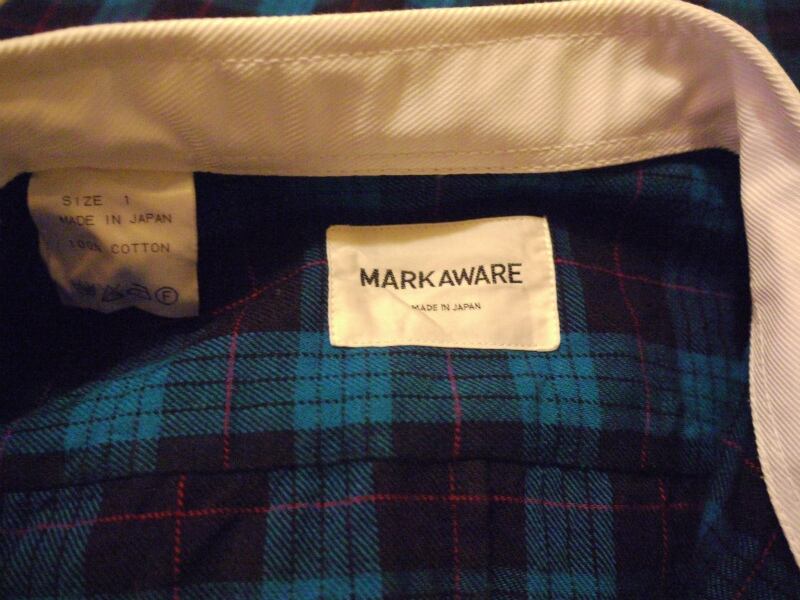 SIZE 1
MADE IN JAPAN
100% COTTON
F
MARKAWARE
MADE IN JAPAN